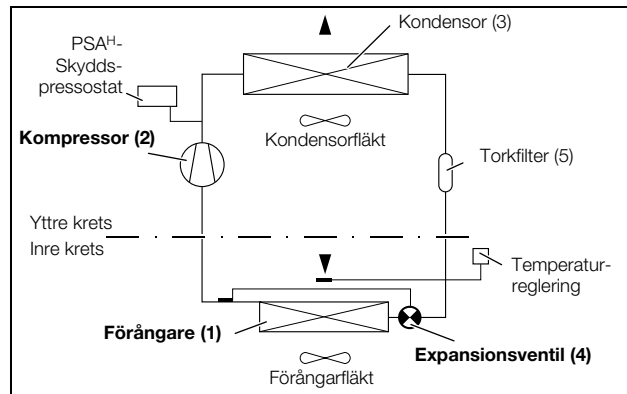 Kondensor (3)
PSAᴴ-
Skydds-
pressostat
Kompressor (2)
Kondensorfläkt
Torkfilter (5)
Yttre krets
Inre krets
Temperatur-
reglering
Förångare (1)
Expansionsventil (4)
Förångarfläkt